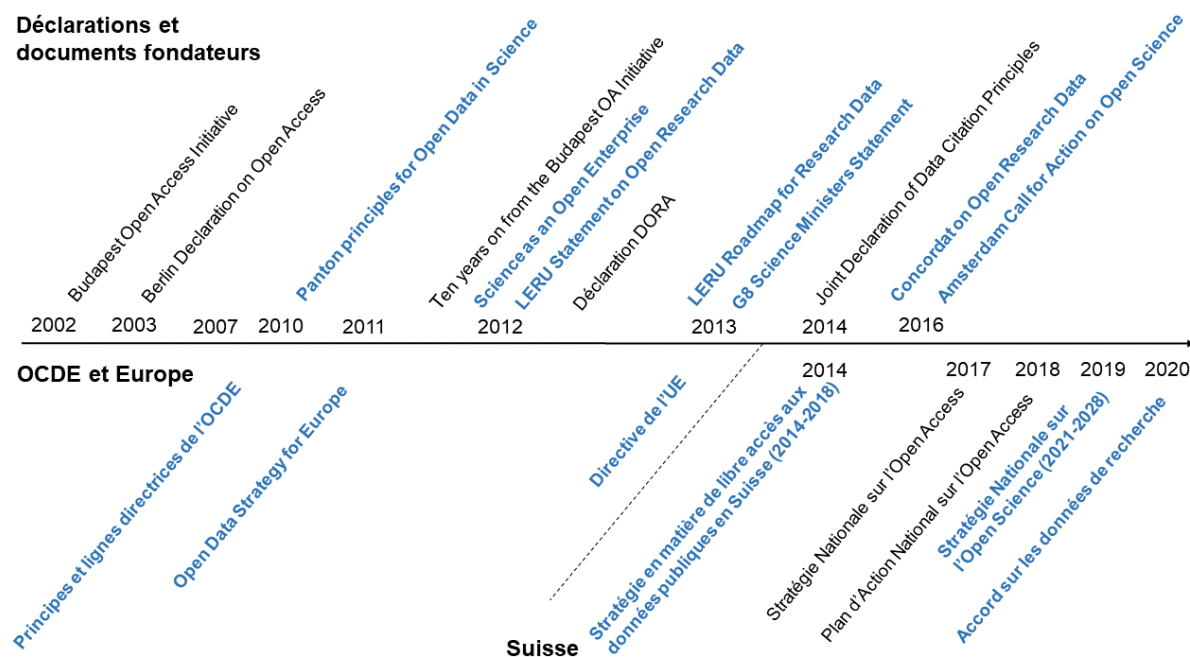 Déclarations et
documents fondateurs
Budapest Open Access Initiative
Berlin Declaration on Open Access
Panton principles for Open Data in Science
Ten years on from the Budapest OA Initiative
Science as an Open Enterprise
LERU Statement on Open Research Data
Déclaration DORA
LERU Roadmap for Research Data
G8 Science Ministers Statement
Joint Declaration of Data Citation Principles
Concordat on Open Research Data
Amsterdam Call for Action on Open Science
2002 2003 2007 2010 2011 2012 2013 2014 2016
OCDE et Europe
2014 2017 2018 2019 2020
Principes et lignes directrices de l'OCDE
Open Data Strategy for Europe
Directive de l'UE
Stratégie en matière de libre accès aux
données publiques en Suisse (2014-2018)
Stratégie Nationale sur l'Open Access
Plan d'Action National sur l'Open Access
Stratégie Nationale sur
l'Open Science (2021-2028)
Accord sur les données de recherche
Suisse